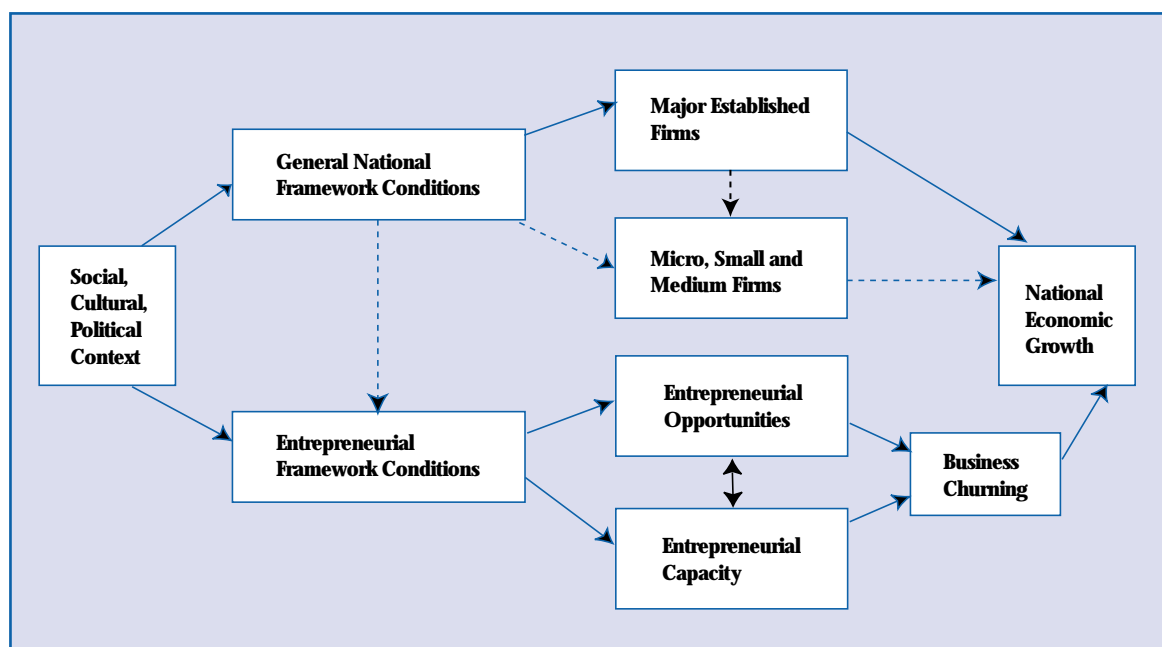 Major Established
Firms
General National
Framework Conditions
Micro, Small and
Medium Firms
Social,
Cultural,
Political
Context
National
Economic
Growth
Entrepreneurial
Opportunities
Entrepreneurial
Framework Conditions
Business
Churning
Entrepreneurial
Capacity